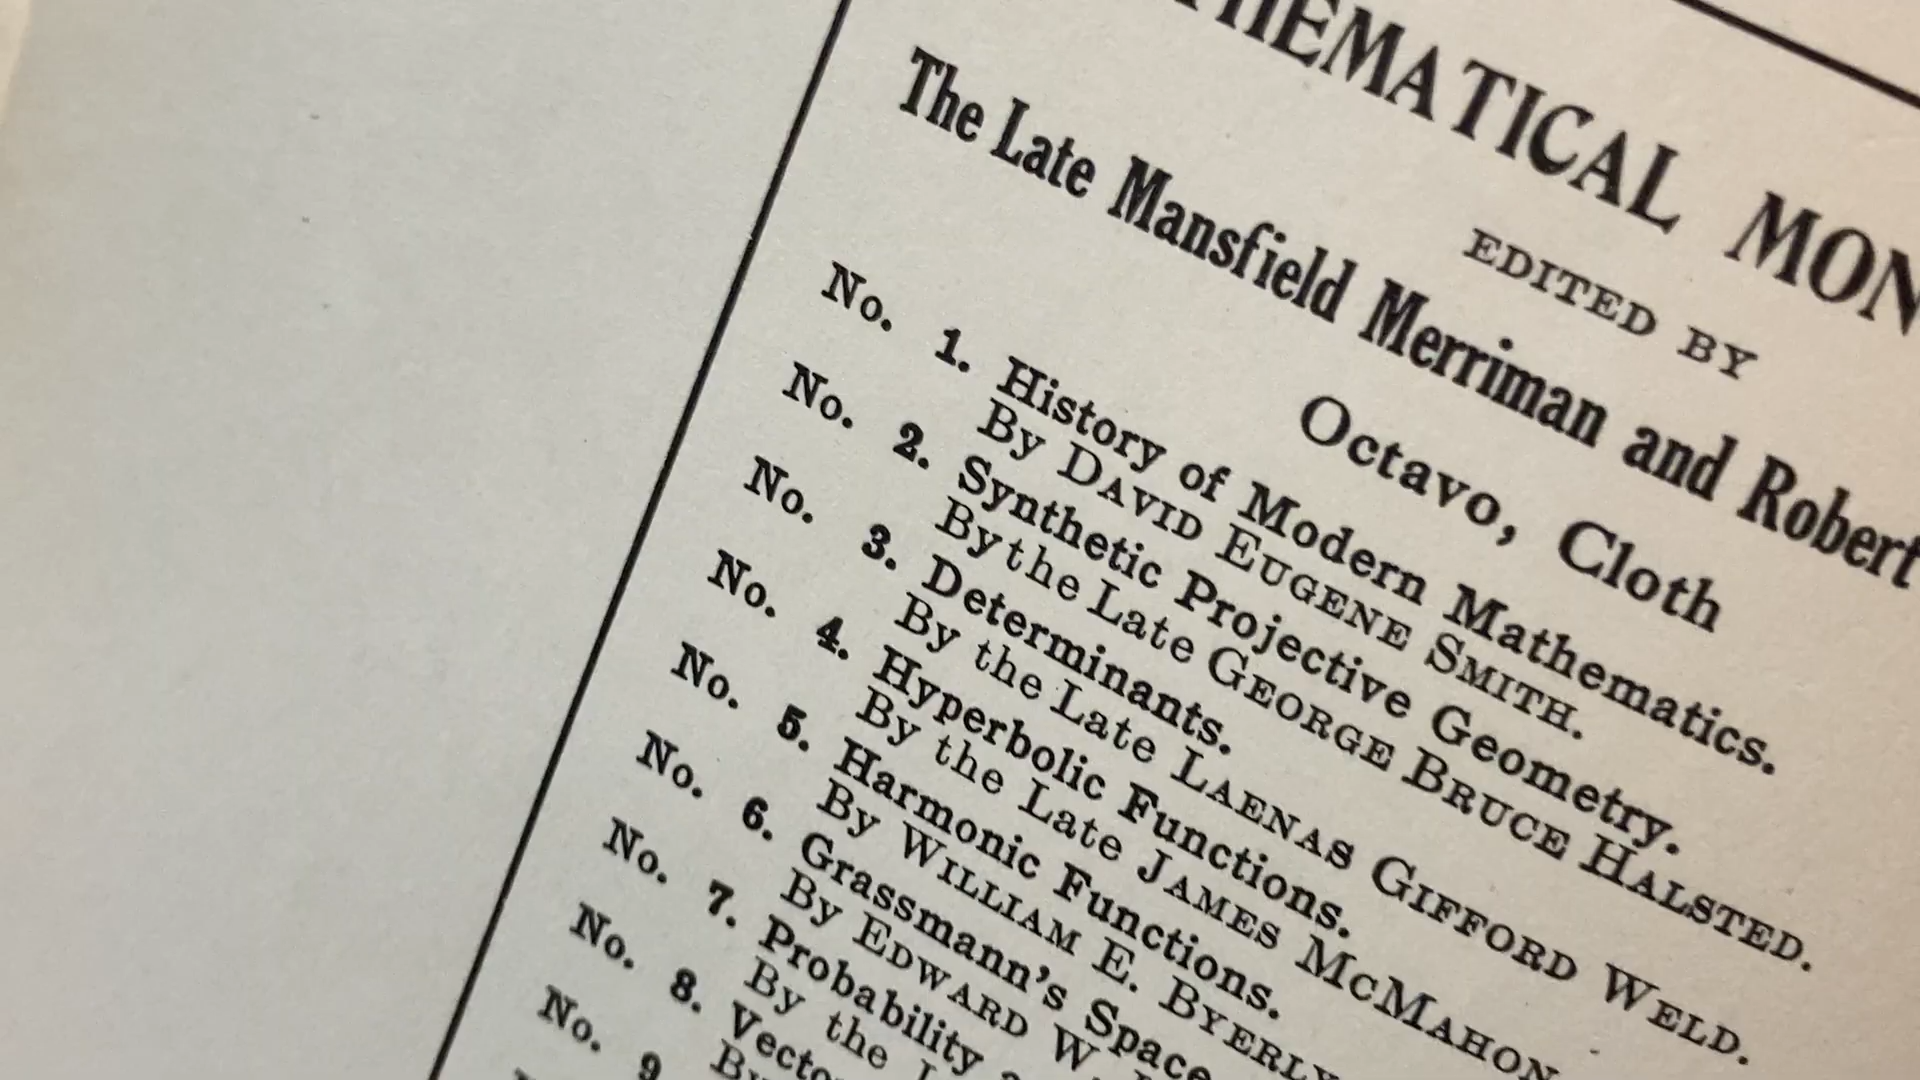 HEMATICAL MON
EDITED BY
The Late Mansfield Merriman and Robert
Octavo, Cloth
No. 1. History of Modern Mathematics.
By DAVID EUGENE SMITH.
No. 2. Synthetic Projective Geometry.
By the Late GEORGE BRUCE HALSTED.
No. 3. Determinants.
By the Late LAENAS GIFFORD WELD.
No. 4. Hyperbolic Functions.
By the Late JAMES MCMAHON
No. 5. Harmonic Functions.
By WILLIAM E. BYERLY
No. 6. Grassmann's Space
By EDWARD W.
No. 7. Probability
By the
No. 8. Vecto
By
No. 9